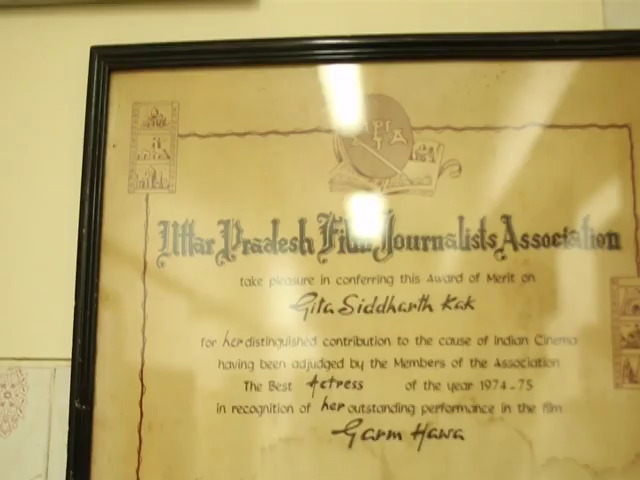 Uttar Pradesh Film Journalists Association
take pleasure in conferring this Award of Merit on
Gita Siddharth Kak
for her distinguished contribution to the cause of Indian Cinema
having been adjudged by the Members of the Association
The Best Actress of the year 1974-75
in recognition of her outstanding performance in the film
Garm Hawa